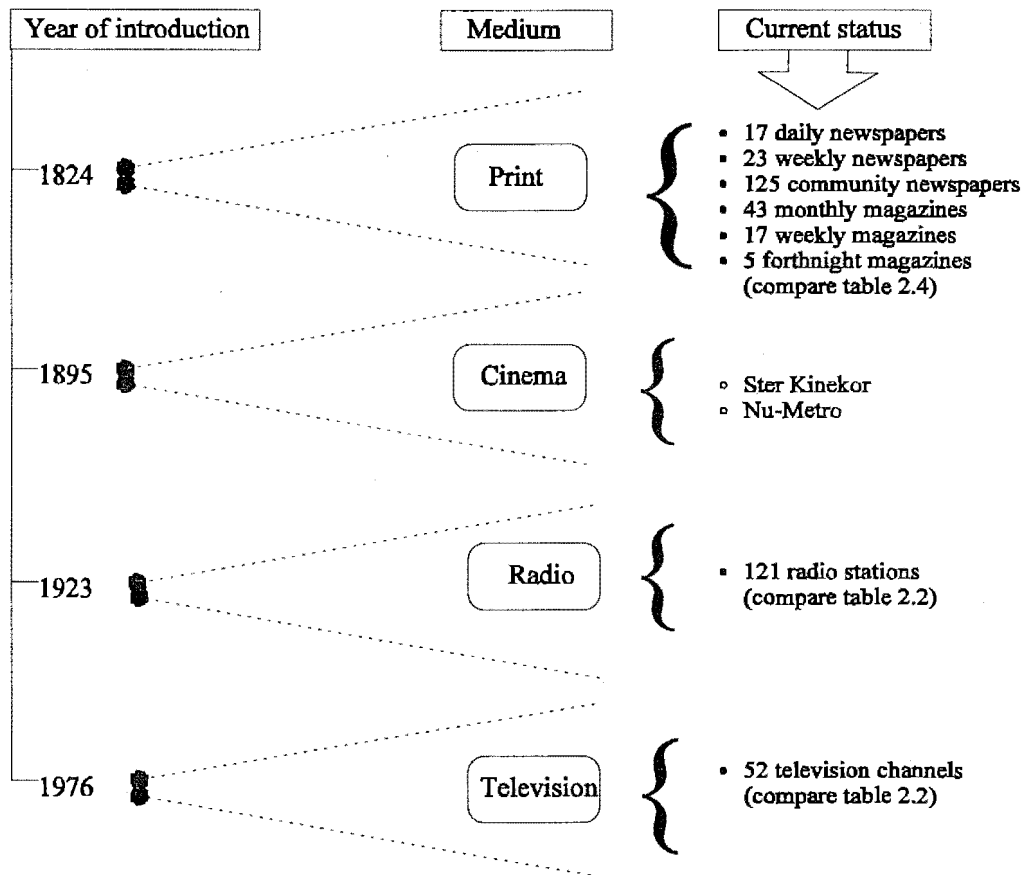 Year of introduction
Medium
Current status
1824
Print
• 17 daily newspapers
• 23 weekly newspapers
• 125 community newspapers
• 43 monthly magazines
• 17 weekly magazines
• 5 forthnight magazines
(compare table 2.4)
1895
Cinema
• Ster Kinekor
• Nu-Metro
1923
Radio
• 121 radio stations
(compare table 2.2)
1976
Television
• 52 television channels
(compare table 2.2)